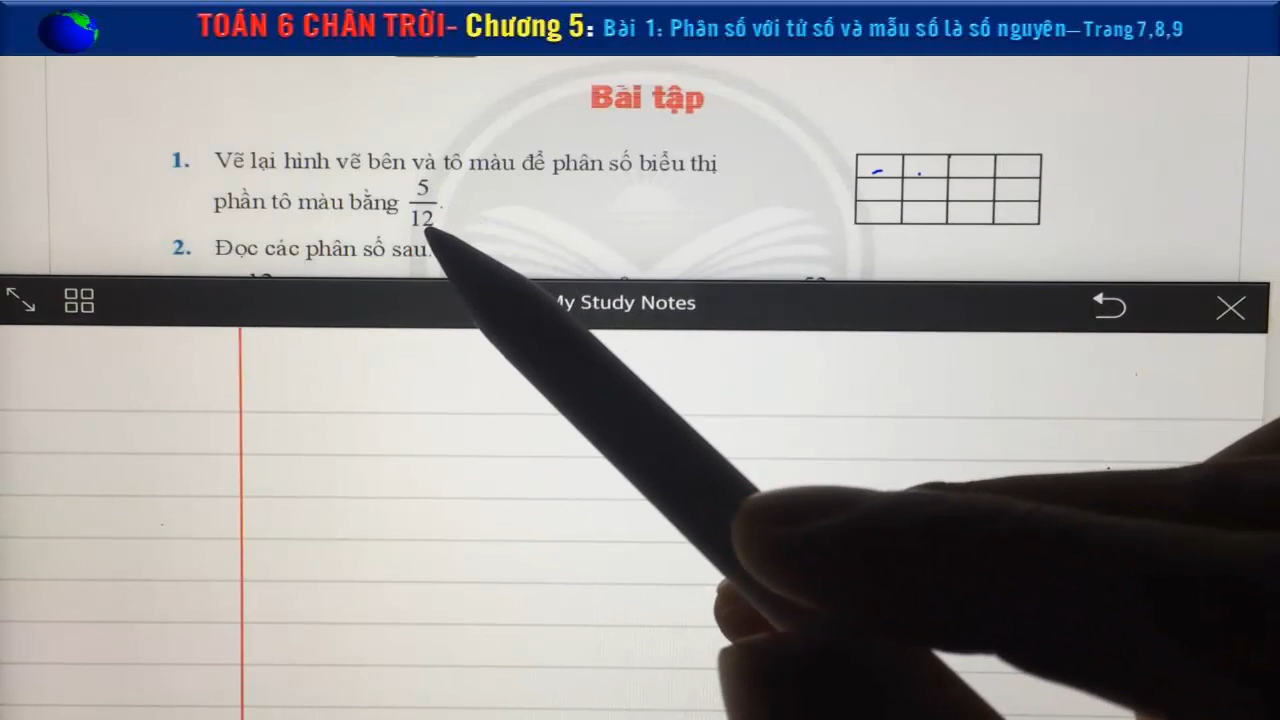 TOÁN 6 CHÂN TRỜI- Chương 5: Bài 1: Phân số với tử số và mẫu số là số nguyên–Trang 7,8,9
Bài tập
1. Vẽ lại hình vẽ bên và tô màu để phân số biểu thị
phần tô màu bằng 5/12.
2. Đọc các phân số sau
My Study Notes